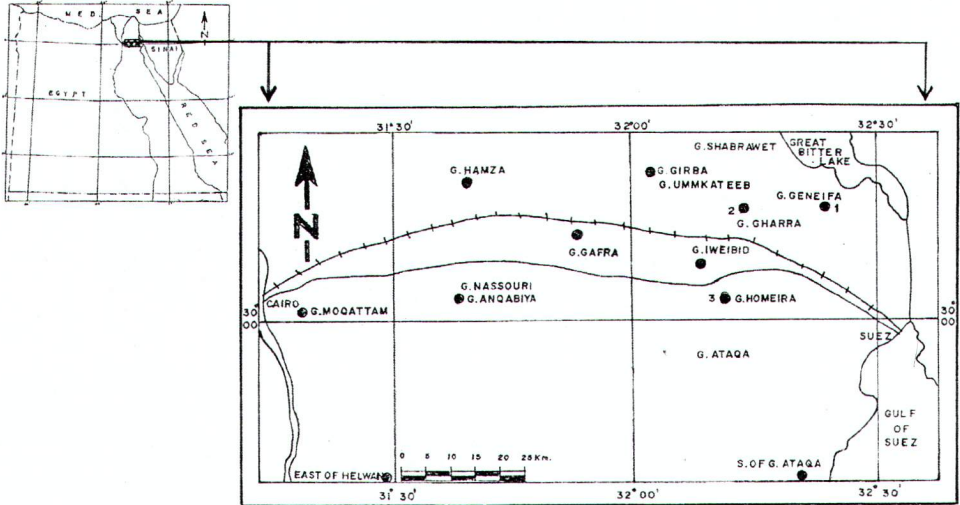 MED. SEA
N
SINAI
EGYPT
RED SEA
31°30' 32°00' 32°30'
G. SHABRAWET
GREAT
BITTER
LAKE
G. HAMZA
G. GIRBA
G. UMMKATEEB
G. GENEIFA
2
1
G. GHARRA
N
G. GAFRA
G. IWEIBID
G. NASSOURI
G. ANQABIYA
3 G. HOMEIRA
CAIRO
G. MOQATTAM
30°
00'
30°
00'
SUEZ
G. ATAQA
GULF
OF
SUEZ
0 5 10 15 20 25 Km.
EAST OF HELWAN
S. OF G. ATAQA
31°30' 32°00' 32°30'